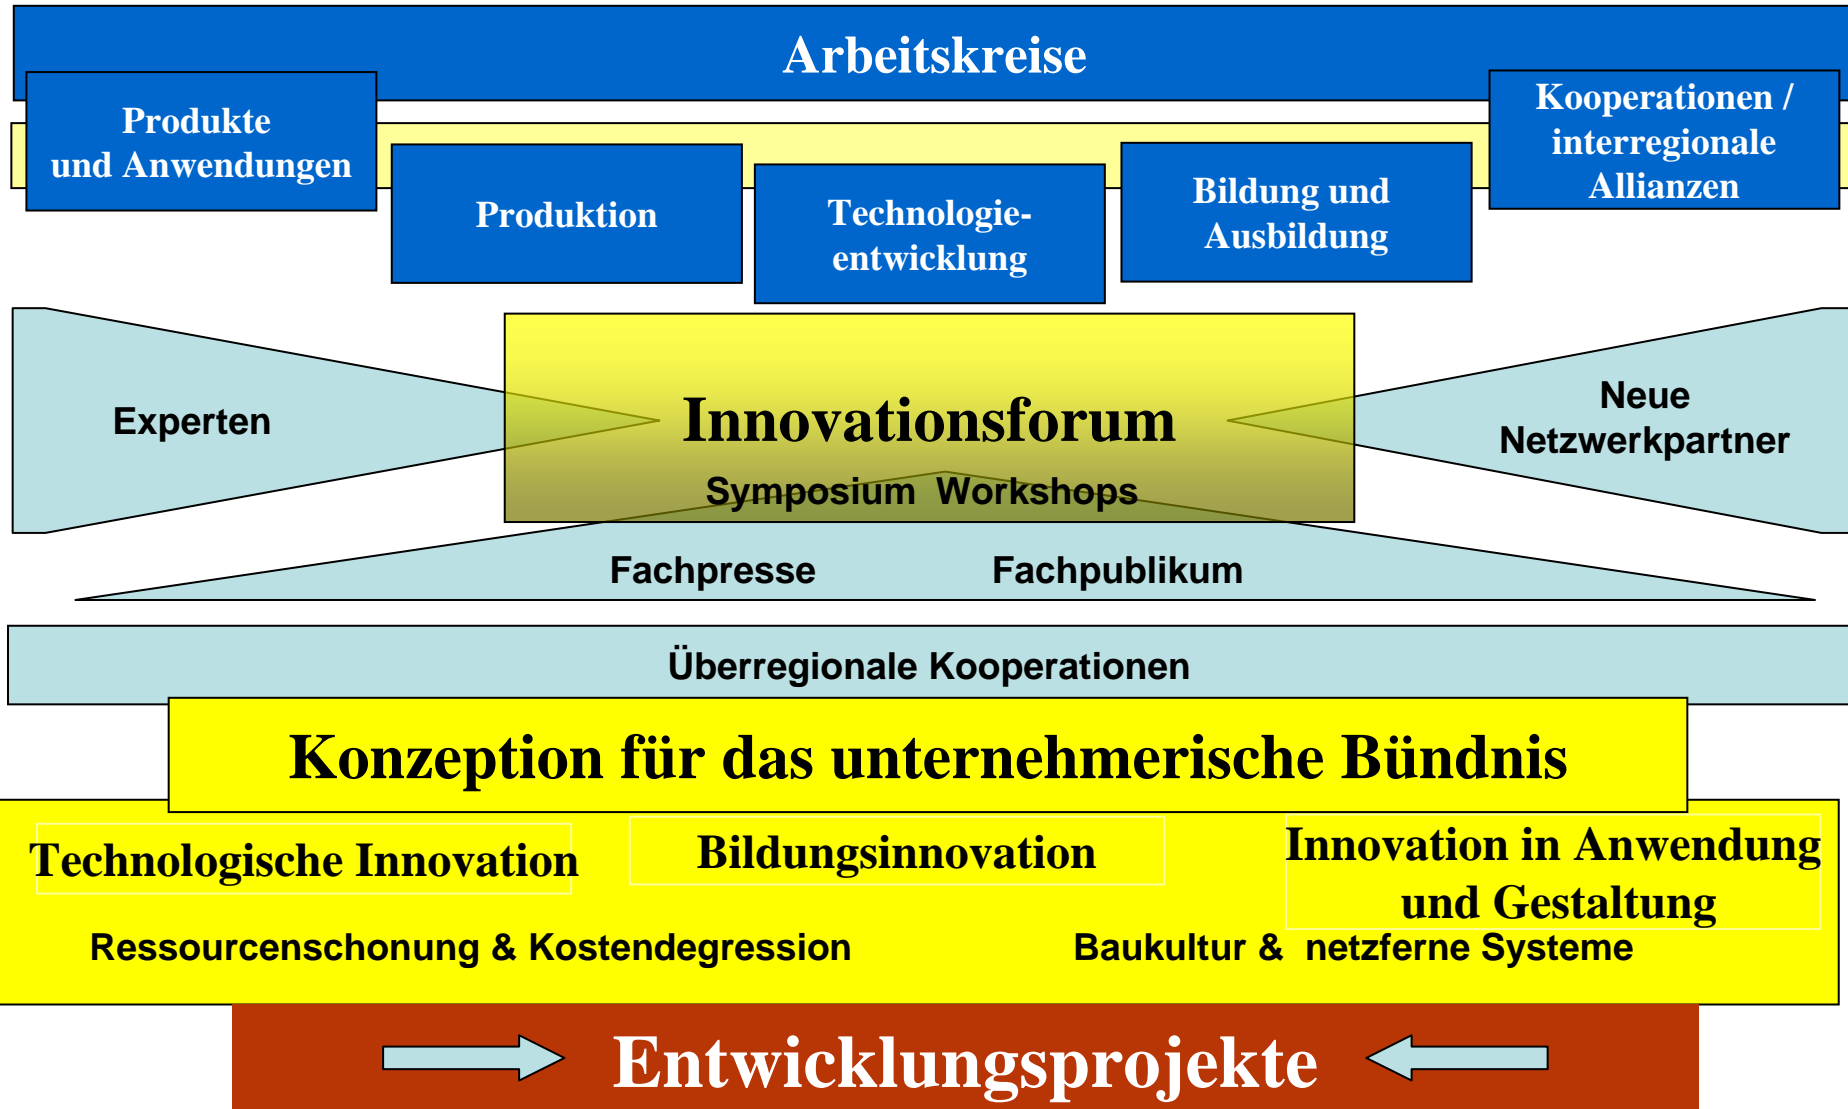 Arbeitskreise
Produkte
und Anwendungen
Produktion
Technologie-
entwicklung
Bildung und
Ausbildung
Kooperationen /
interregionale
Allianzen
Experten
Innovationsforum
Symposium  Workshops
Neue
Netzwerkpartner
Fachpresse
Fachpublikum
Überregionale Kooperationen
Konzeption für das unternehmerische Bündnis
Technologische Innovation
Bildungsinnovation
Innovation in Anwendung
und Gestaltung
Ressourcenschonung & Kostendegression
Baukultur &  netzferne Systeme
Entwicklungsprojekte